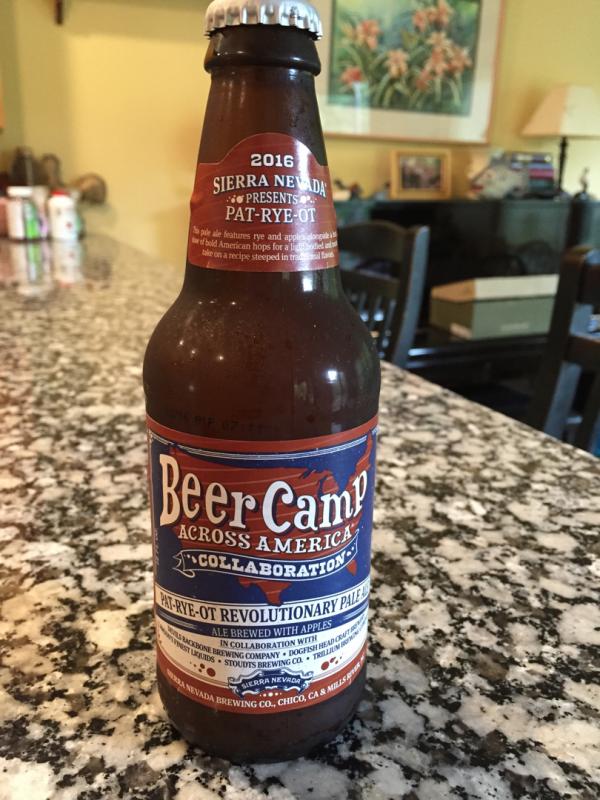 2016
SIERRA NEVADA
PRESENTS
PAT-RYE-OT
This pale ale features rye and apples alongside
of bold American hops for a light-bodied and
take on a recipe steeped in traditional flavors.
Beer Camp
ACROSS AMERICA
COLLABORATION
PAT-RYE-OT REVOLUTIONARY PALE
ALE BREWED WITH APPLES
IN COLLABORATION WITH
BACKBONE BREWING COMPANY • DOGFISH HEAD CRAFT
FINEST LIQUIDS • STOUDTS BREWING CO. • TRILLIUM
SIERRA NEVADA
SIERRA NEVADA BREWING CO., CHICO, CA & MILLS RIVER